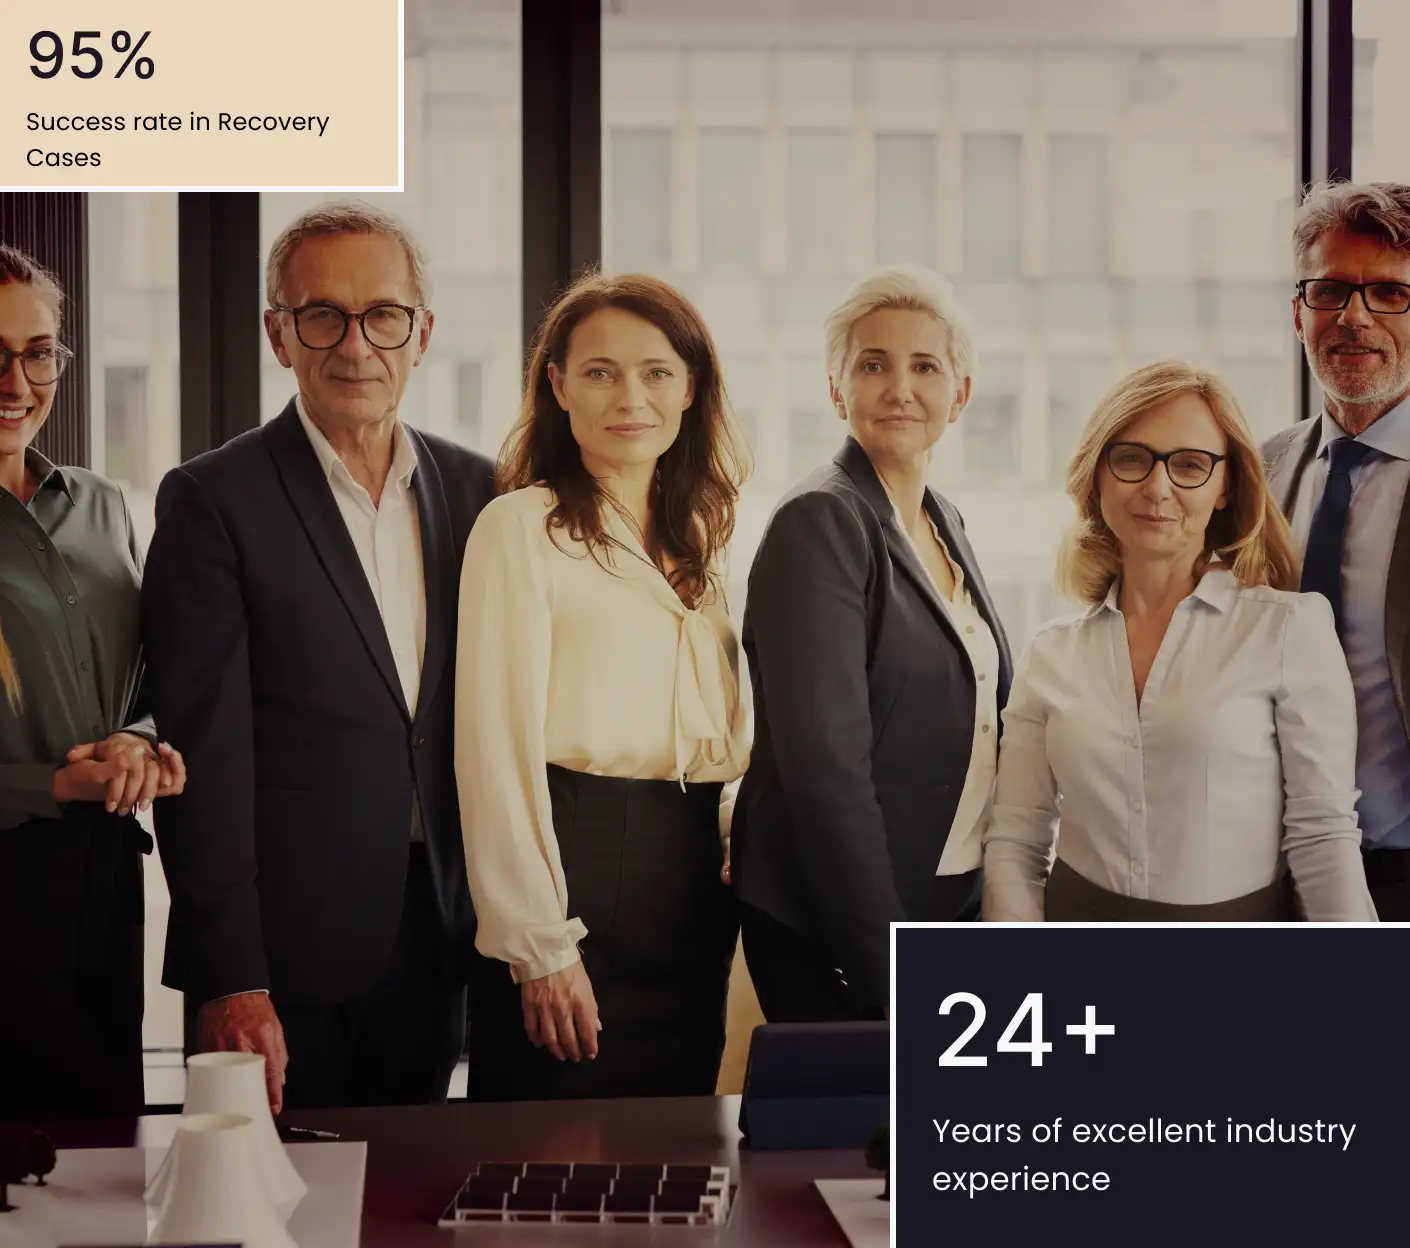 95%
Success rate in Recovery
Cases
24+
Years of excellent industry
experience